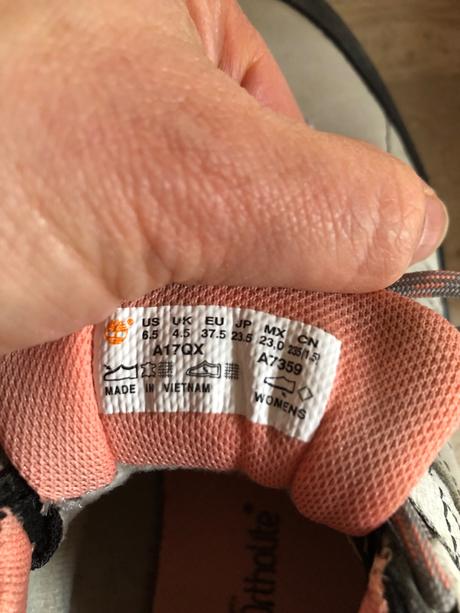 US UK EU JP MX CN
6.5 4.5 37.5 23.5 23.0 235(1.5)
A17QX A7359
MADE IN VIETNAM WOMENS
Ortholite